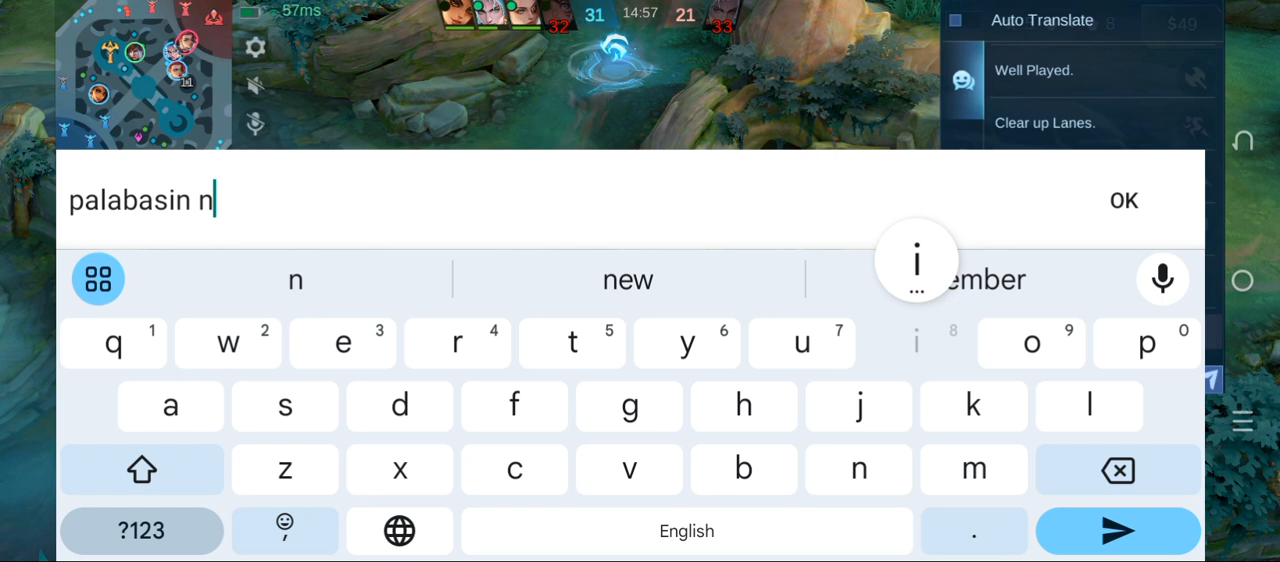 57ms
32
31 14:57 21
33
Auto Translate
8 $49
Well Played.
Clear up Lanes.
palabasin n
OK
n new ember
i
...
q 1 w 2 e 3 r 4 t 5 y 6 u 7 i 8 o 9 p 0
a s d f g h j k l
z x c v b n m
?123 , English .